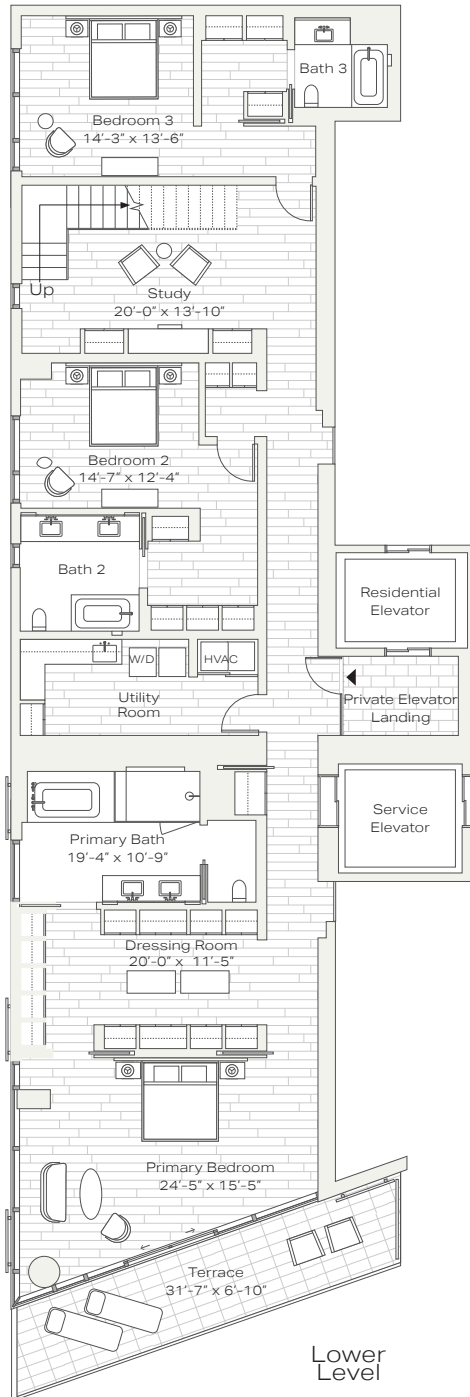 Bath 3
Bedroom 3
14'-3" x 13'-6"
Up
Study
20'-0" x 13'-10"
Bedroom 2
14'-7" x 12'-4"
Bath 2
Residential
Elevator
W/D
HVAC
Utility
Room
Private Elevator
Landing
Service
Elevator
Primary Bath
19'-4" x 10'-9"
Dressing Room
20'-0" x 11'-5"
Primary Bedroom
24'-5" x 15'-5"
Terrace
31'-7" x 6'-10"
Lower
Level